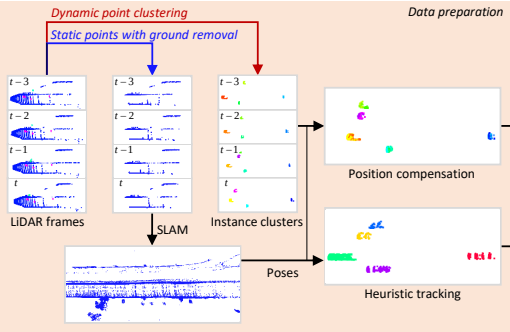 Dynamic point clustering
Data preparation
Static points with ground removal
t−3
t−3
t−3
t−2
t−2
t−2
t−1
t−1
t−1
t
t
t
Position compensation
LiDAR frames
Instance clusters
SLAM
Poses
Heuristic tracking